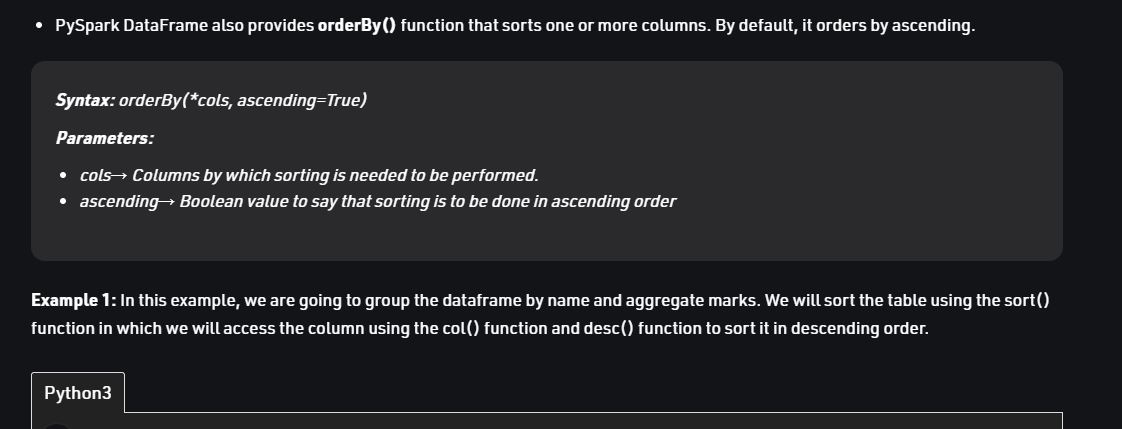 • PySpark DataFrame also provides orderBy() function that sorts one or more columns. By default, it orders by ascending.
Syntax: orderBy(*cols, ascending=True)
Parameters:
• cols→ Columns by which sorting is needed to be performed.
• ascending→ Boolean value to say that sorting is to be done in ascending order
Example 1: In this example, we are going to group the dataframe by name and aggregate marks. We will sort the table using the sort()
function in which we will access the column using the col() function and desc() function to sort it in descending order.
Python3